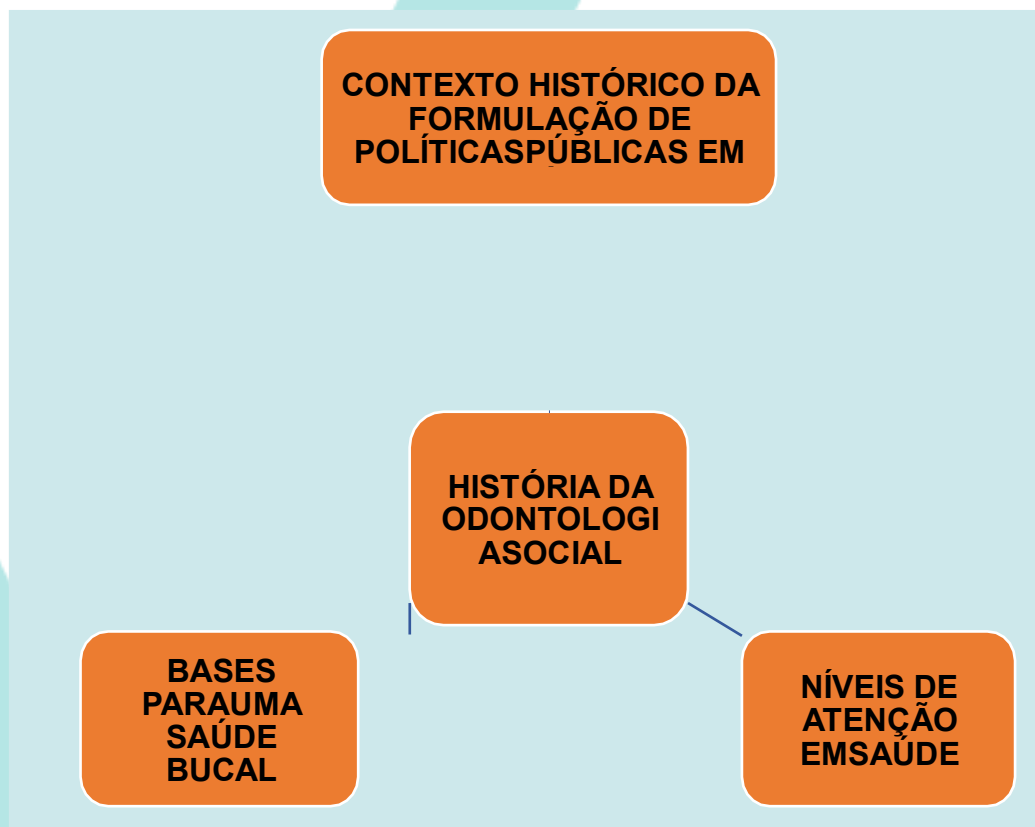 CONTEXTO HISTÓRICO DA
FORMULAÇÃO DE
POLÍTICASPÚBLICAS EM
HISTÓRIA DA
ODONTOLOGI
ASOCIAL
BASES
PARAUMA
SAÚDE
BUCAL
NÍVEIS DE
ATENÇÃO
EMSAÚDE